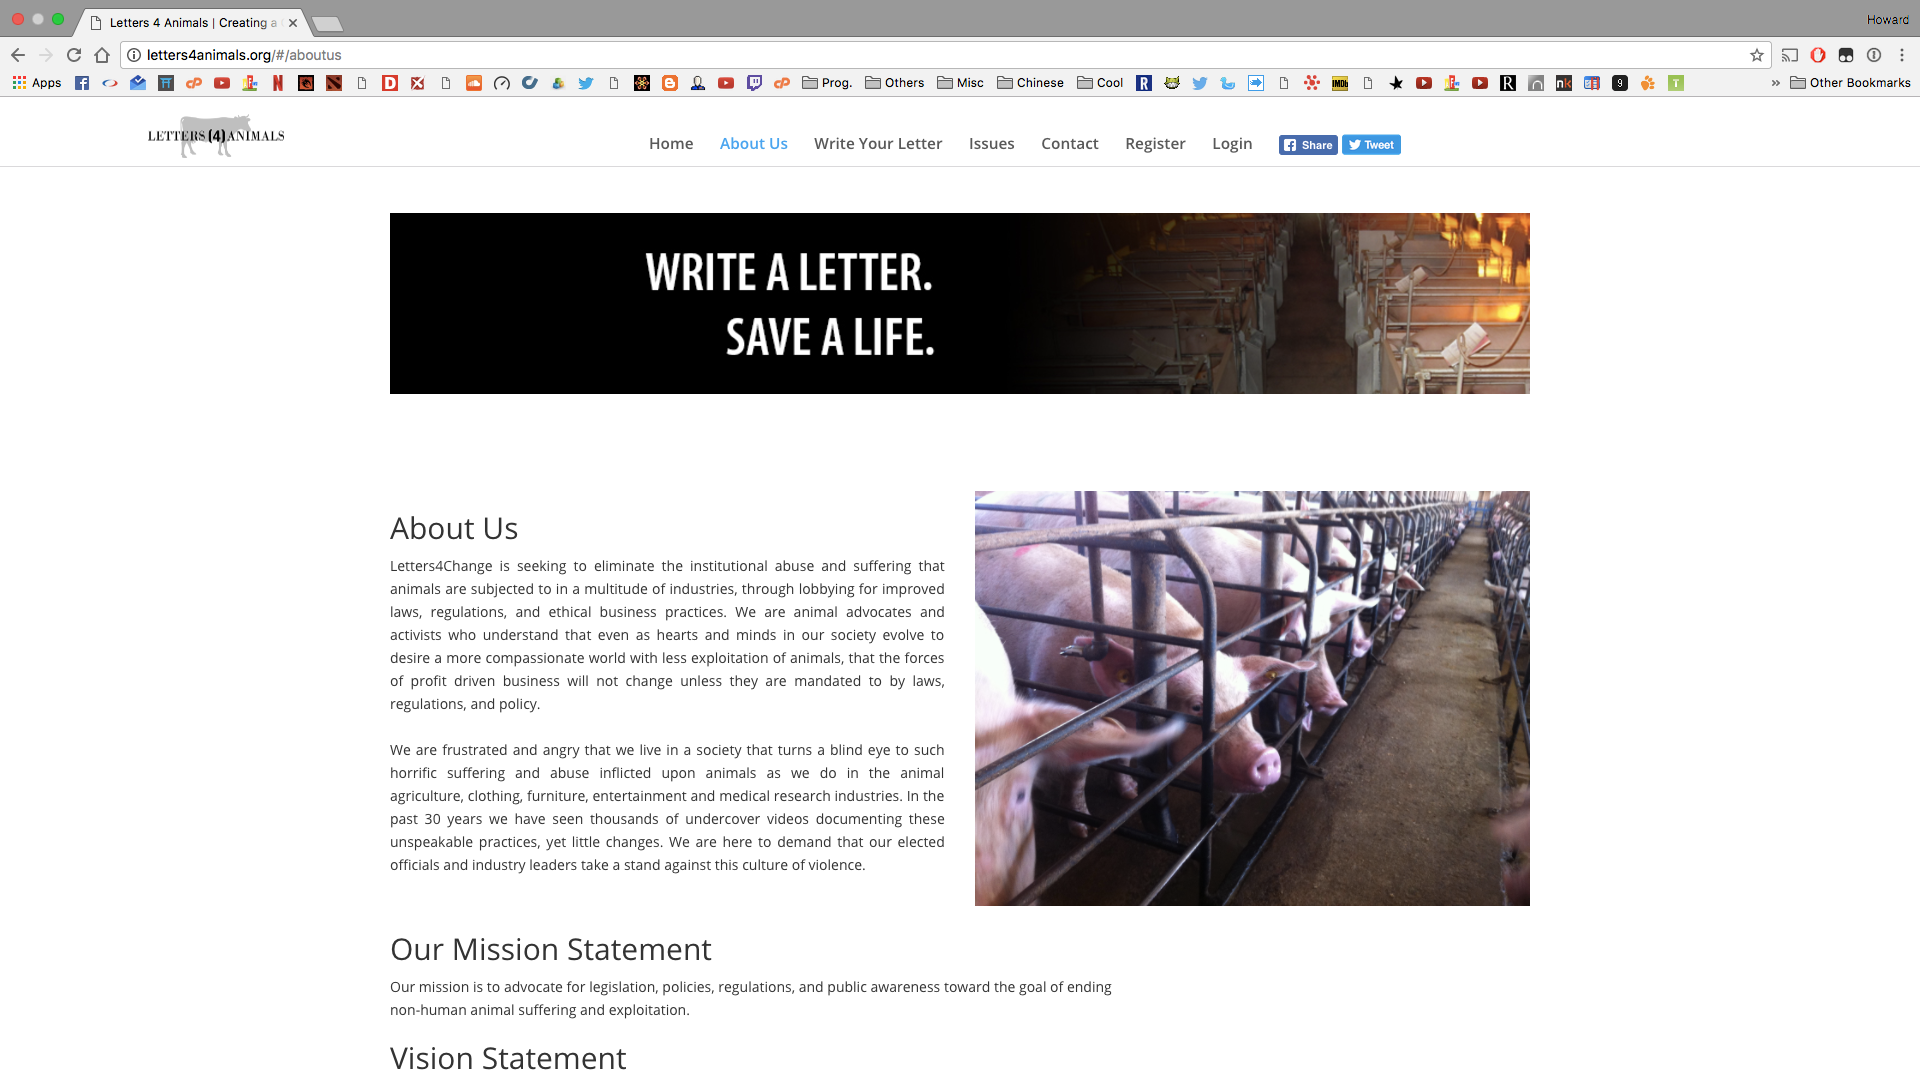 Letters 4 Animals | Creating a
Howard
letters4animals.org/#/aboutus
Apps
Prog.
Others
Misc
Chinese
Cool
»
Other Bookmarks
LETTERS (4) ANIMALS
Home
About Us
Write Your Letter
Issues
Contact
Register
Login
Share
Tweet
WRITE A LETTER.
SAVE A LIFE.
About Us
Letters4Change is seeking to eliminate the institutional abuse and suffering that
animals are subjected to in a multitude of industries, through lobbying for improved
laws, regulations, and ethical business practices. We are animal advocates and
activists who understand that even as hearts and minds in our society evolve to
desire a more compassionate world with less exploitation of animals, that the forces
of profit driven business will not change unless they are mandated to by laws,
regulations, and policy.
We are frustrated and angry that we live in a society that turns a blind eye to such
horrific suffering and abuse inflicted upon animals as we do in the animal
agriculture, clothing, furniture, entertainment and medical research industries. In the
past 30 years we have seen thousands of undercover videos documenting these
unspeakable practices, yet little changes. We are here to demand that our elected
officials and industry leaders take a stand against this culture of violence.
Our Mission Statement
Our mission is to advocate for legislation, policies, regulations, and public awareness toward the goal of ending
non-human animal suffering and exploitation.
Vision Statement